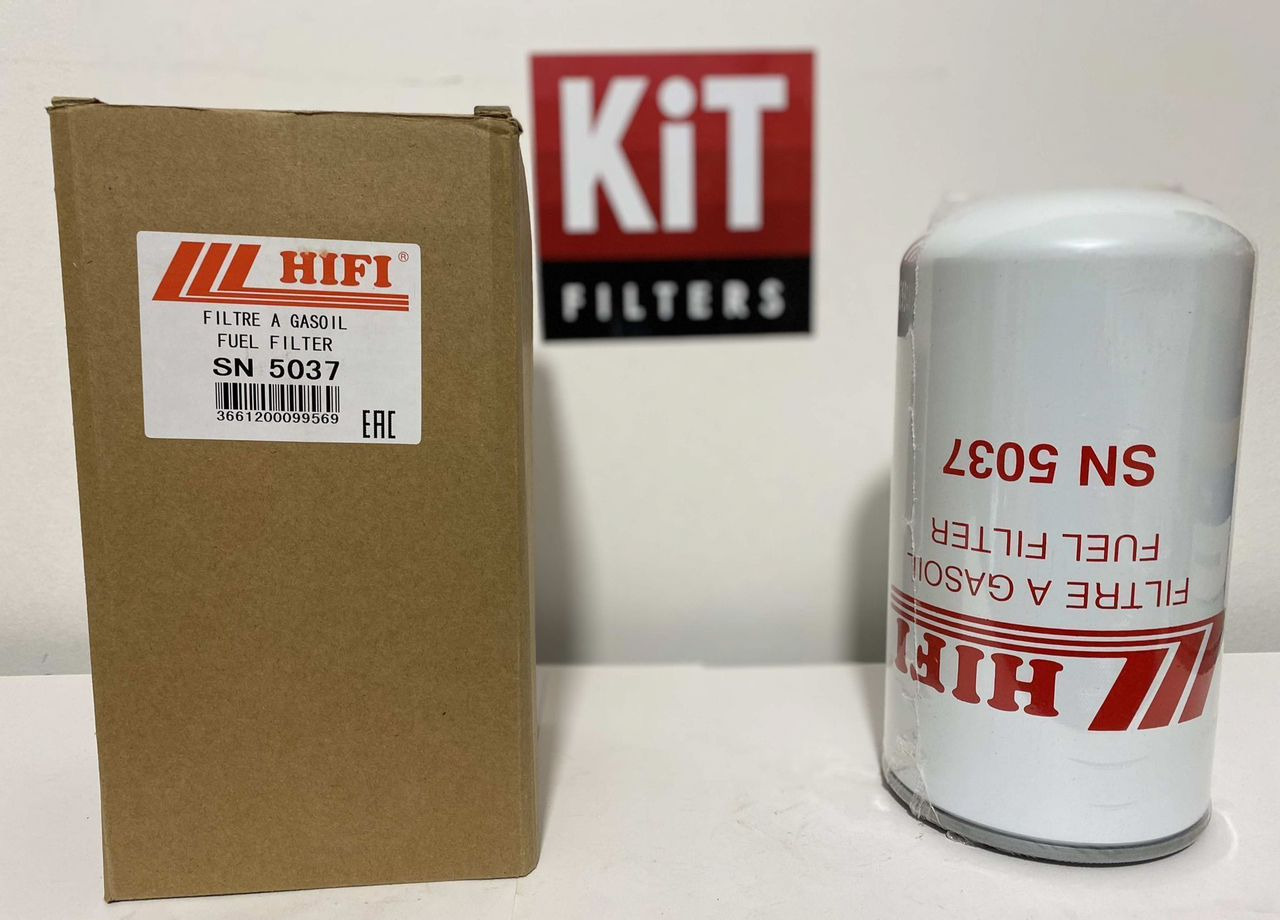 HIFI®
FILTRE A GASOIL
FUEL FILTER
SN 5037
3661200099569
EAC
KiT
FILTERS
HIFI
FILTRE A GASOIL
FUEL FILTER
SN 5037